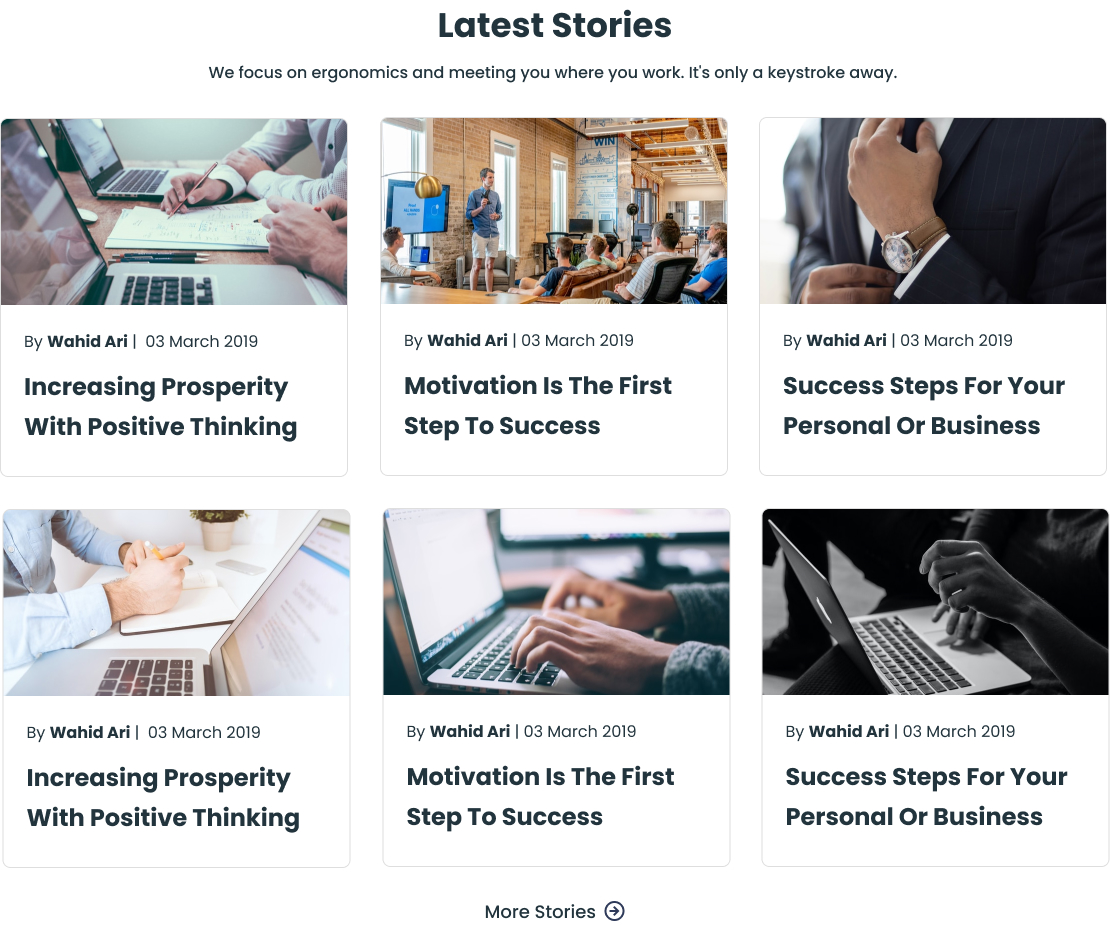 Latest Stories
We focus on ergonomics and meeting you where you work. It's only a keystroke away.
WIN
By Wahid Ari | 03 March 2019
Increasing Prosperity
With Positive Thinking
By Wahid Ari | 03 March 2019
Motivation Is The First
Step To Success
By Wahid Ari | 03 March 2019
Success Steps For Your
Personal Or Business
By Wahid Ari | 03 March 2019
Increasing Prosperity
With Positive Thinking
By Wahid Ari | 03 March 2019
Motivation Is The First
Step To Success
By Wahid Ari | 03 March 2019
Success Steps For Your
Personal Or Business
More Stories